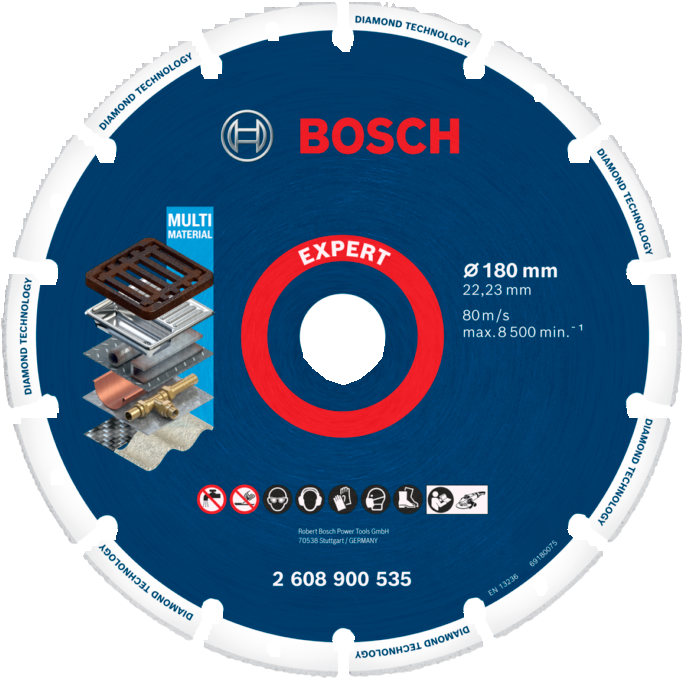 DIAMOND TECHNOLOGY
DIAMOND TECHNOLOGY
DIAMOND TECHNOLOGY
BOSCH
MULTI
MATERIAL
EXPERT
Ø 180 mm
22,23 mm
80 m/s
max. 8 500 min.⁻¹
DIAMOND TECHNOLOGY
DIAMOND TECHNOLOGY
Robert Bosch Power Tools GmbH
70538 Stuttgart / GERMANY
2 608 900 535
EN 13236
69180075
DIAMOND TECHNOLOGY
DIAMOND TECHNOLOGY